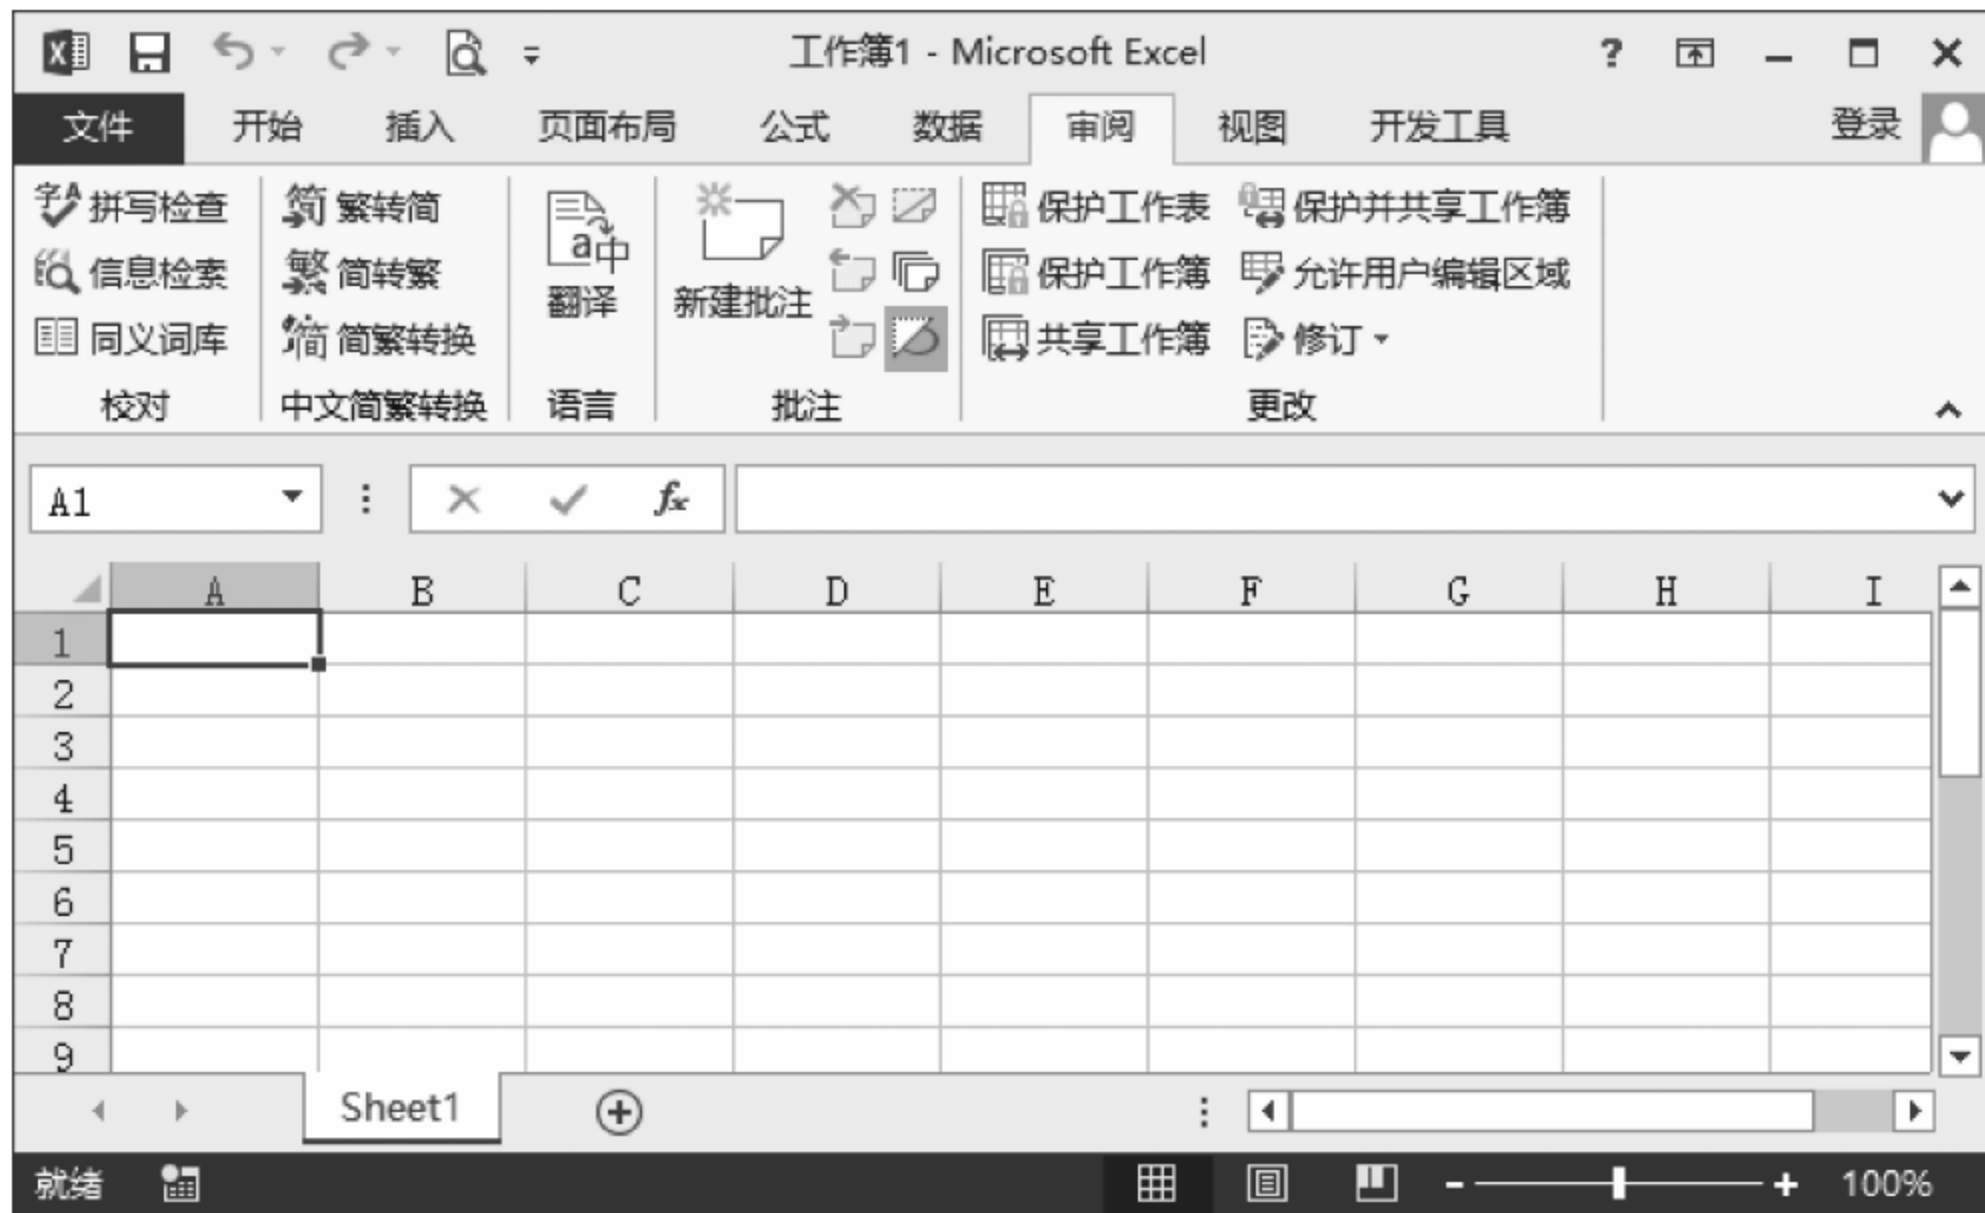 工作簿1 - Microsoft Excel
文件 开始 插入 页面布局 公式 数据 审阅 视图 开发工具 登录
拼写检查 繁转简 保护工作表 保护并共享工作簿
信息检索 简转繁 翻译 新建批注 保护工作簿 允许用户编辑区域
同义词库 简繁转换 共享工作簿 修订
校对 中文简繁转换 语言 批注 更改
A1 fx
A B C D E F G H I
1
2
3
4
5
6
7
8
9
Sheet1
就绪 100%